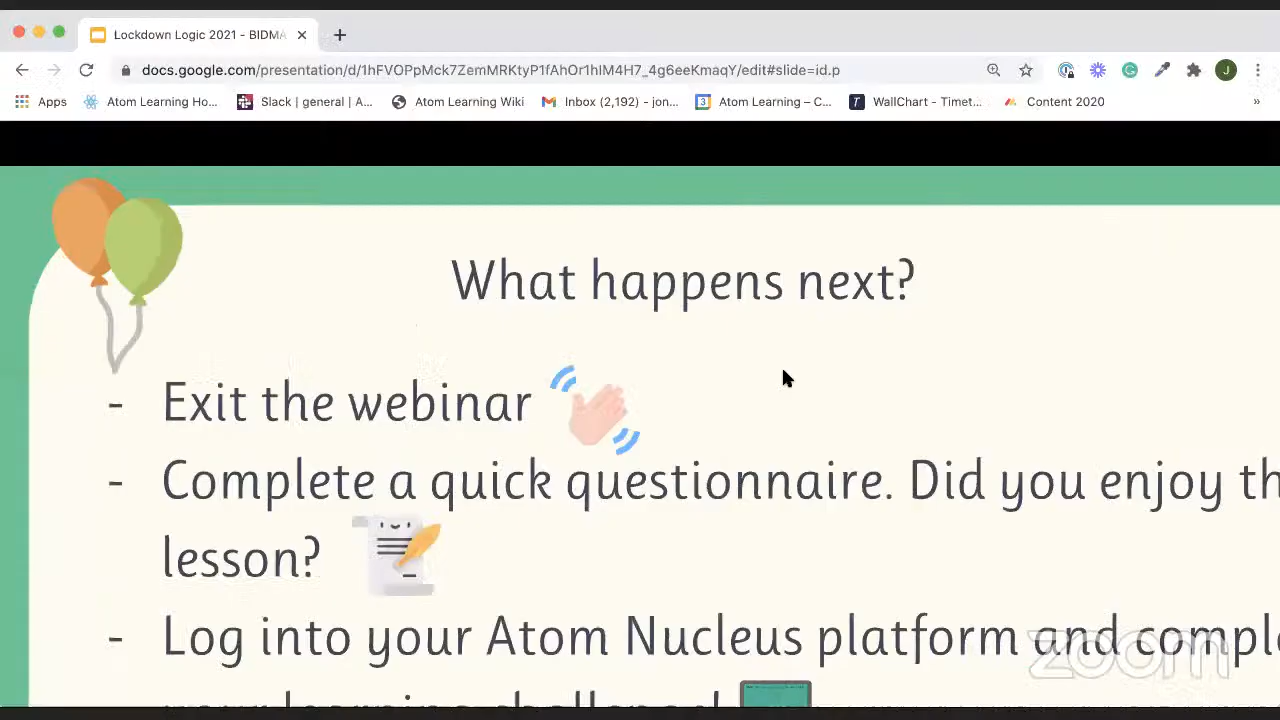 Lockdown Logic 2021 - BIDMA
docs.google.com/presentation/d/1hFVOPpMck7ZemMRKtyP1fAhOr1hIM4H7_4g6eeKmaqY/edit#slide=id.p
J
Apps Atom Learning Ho... Slack | general | A... Atom Learning Wiki Inbox (2,192) - jon... Atom Learning – C... WallChart - Timet... Content 2020 »
What happens next?
- Exit the webinar
- Complete a quick questionnaire. Did you enjoy th
lesson?
- Log into your Atom Nucleus platform and comple
zoom